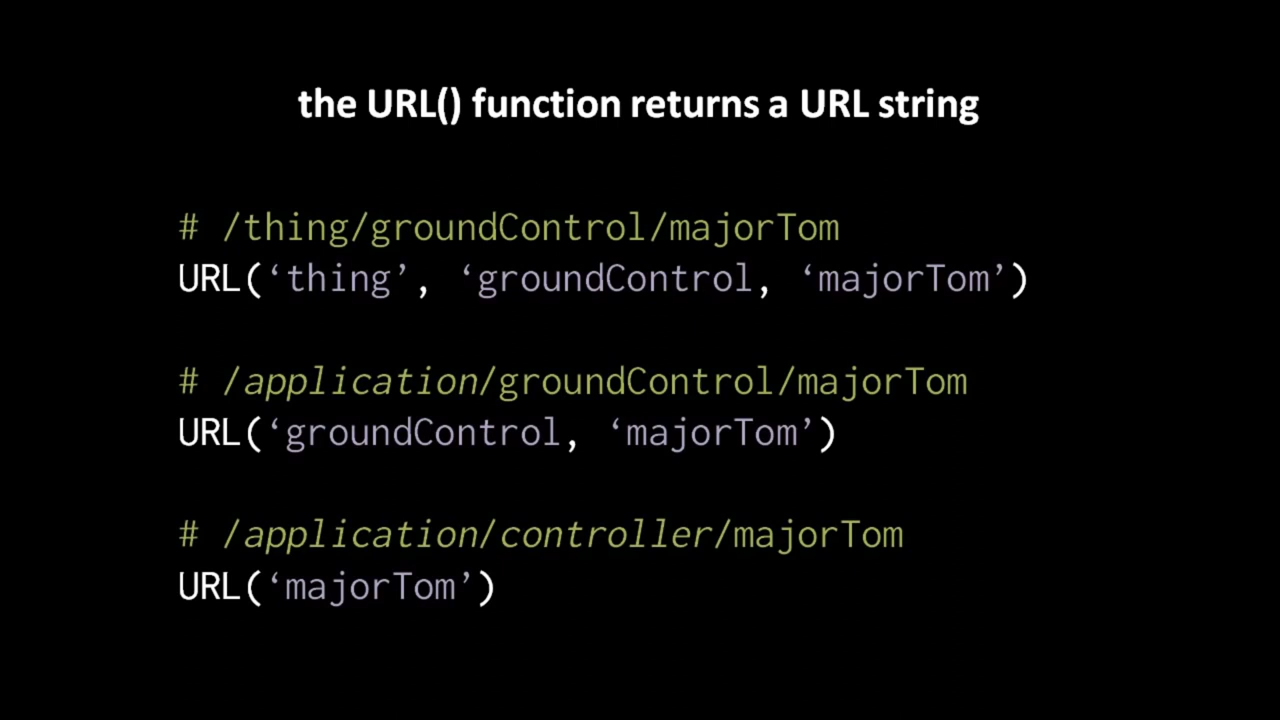 the URL() function returns a URL string
# /thing/groundControl/majorTom
URL(‘thing’, ‘groundControl, ‘majorTom’)
# /application/groundControl/majorTom
URL(‘groundControl, ‘majorTom’)
# /application/controller/majorTom
URL(‘majorTom’)